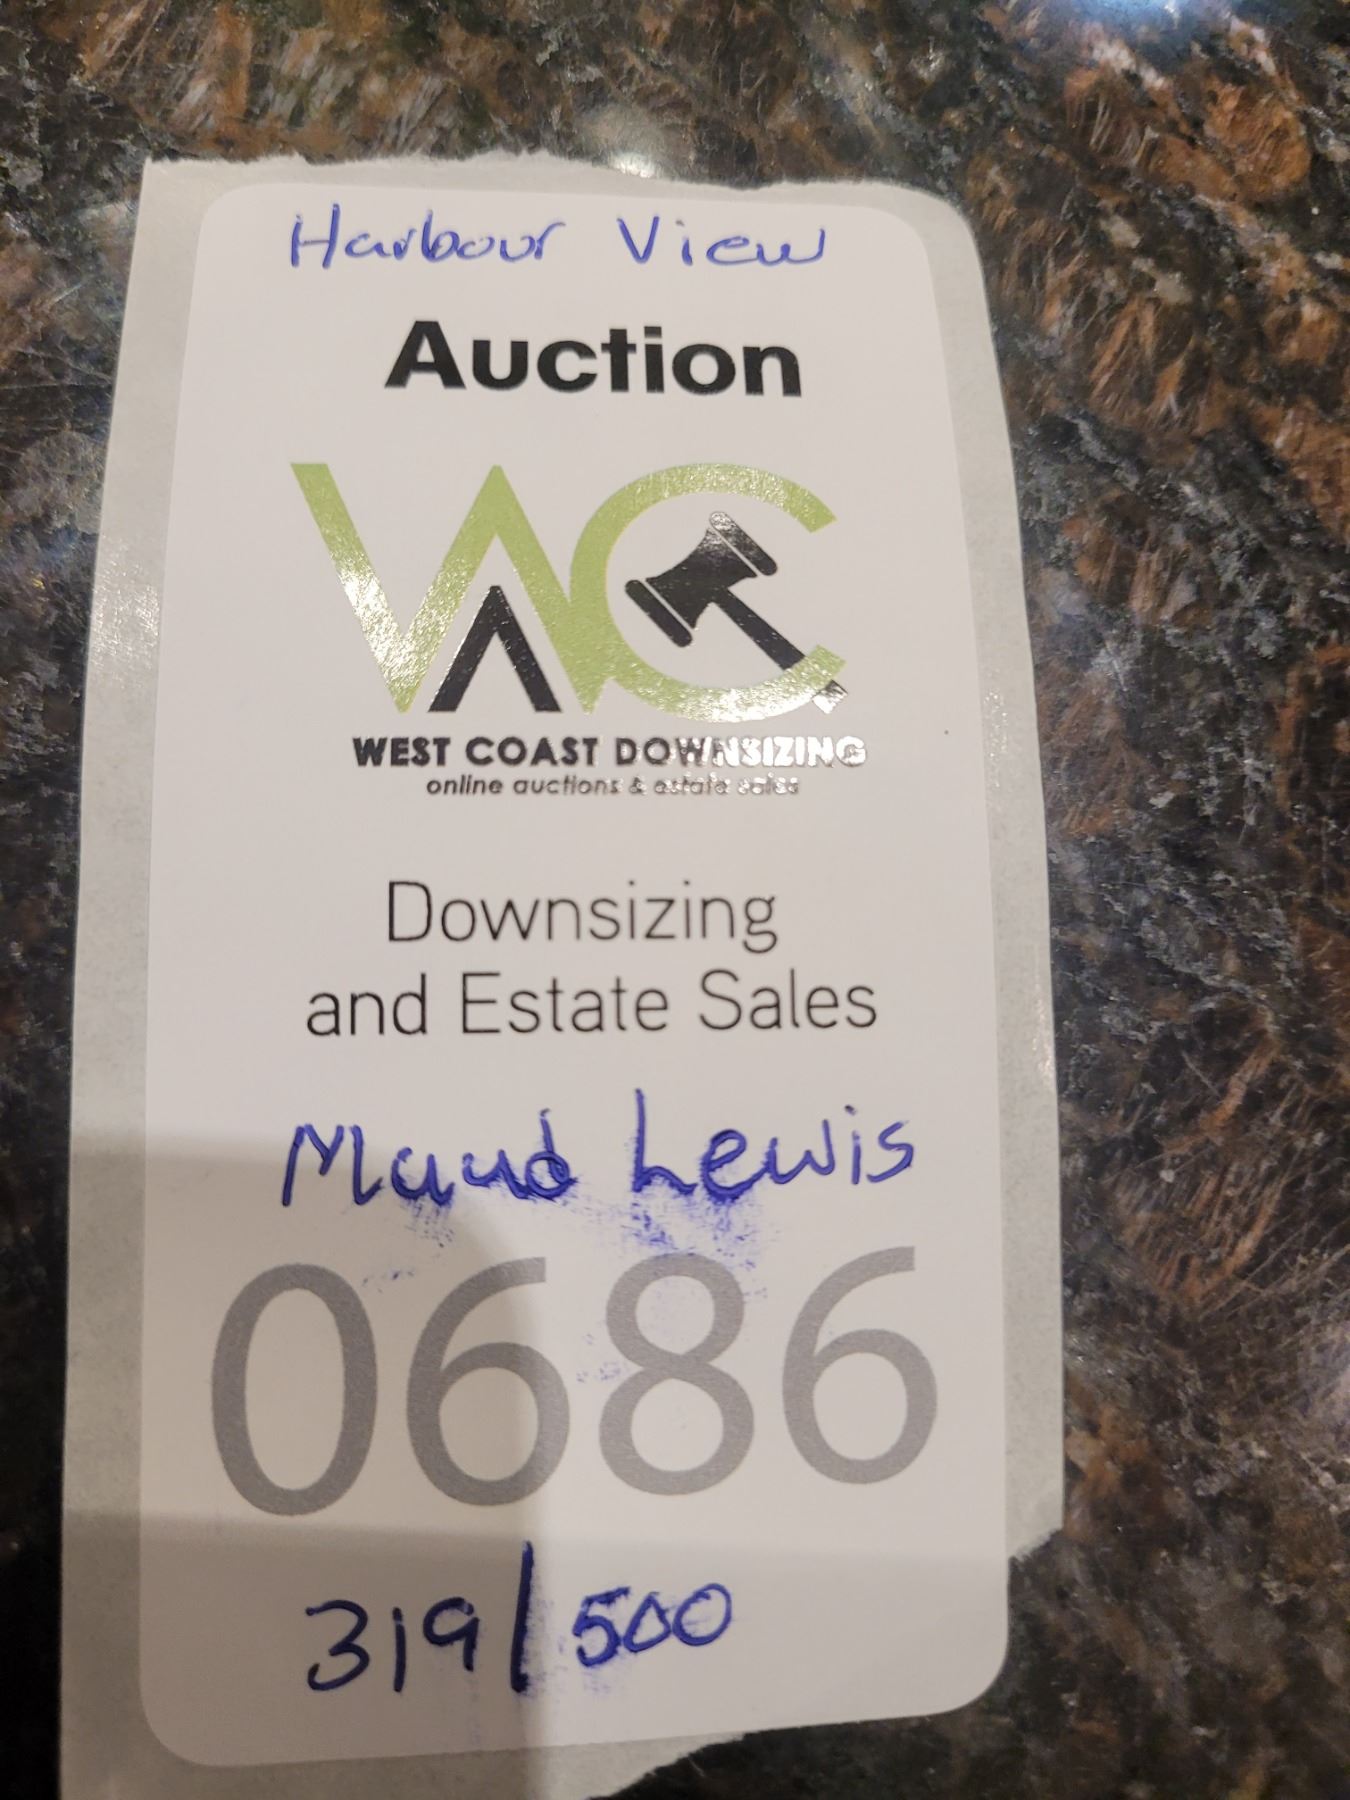 Harbour View
Auction
WAC
WEST COAST DOWNSIZING
online auctions & estate sales
Downsizing
and Estate Sales
Maud Lewis
0686
319/500